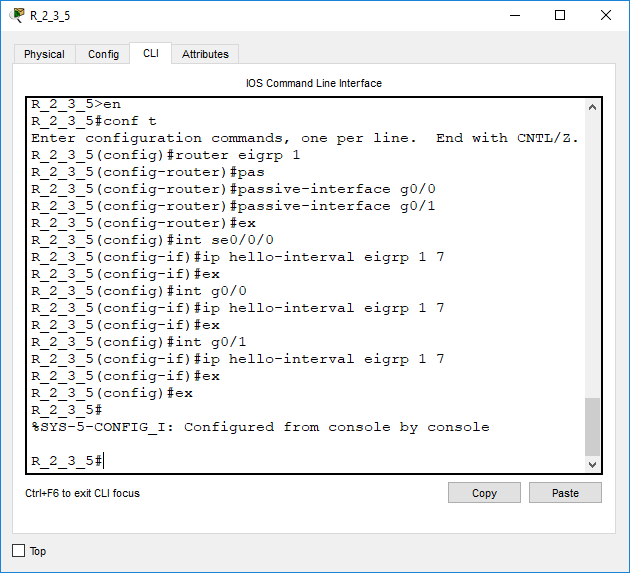 R_2_3_5
Physical Config CLI Attributes
IOS Command Line Interface
R_2_3_5>en
R_2_3_5#conf t
Enter configuration commands, one per line.  End with CNTL/Z.
R_2_3_5(config)#router eigrp 1
R_2_3_5(config-router)#pas
R_2_3_5(config-router)#passive-interface g0/0
R_2_3_5(config-router)#passive-interface g0/1
R_2_3_5(config-router)#ex
R_2_3_5(config)#int se0/0/0
R_2_3_5(config-if)#ip hello-interval eigrp 1 7
R_2_3_5(config-if)#ex
R_2_3_5(config)#int g0/0
R_2_3_5(config-if)#ip hello-interval eigrp 1 7
R_2_3_5(config-if)#ex
R_2_3_5(config)#int g0/1
R_2_3_5(config-if)#ip hello-interval eigrp 1 7
R_2_3_5(config-if)#ex
R_2_3_5(config)#ex
R_2_3_5#
%SYS-5-CONFIG_I: Configured from console by console
R_2_3_5#
Ctrl+F6 to exit CLI focus Copy Paste
Top